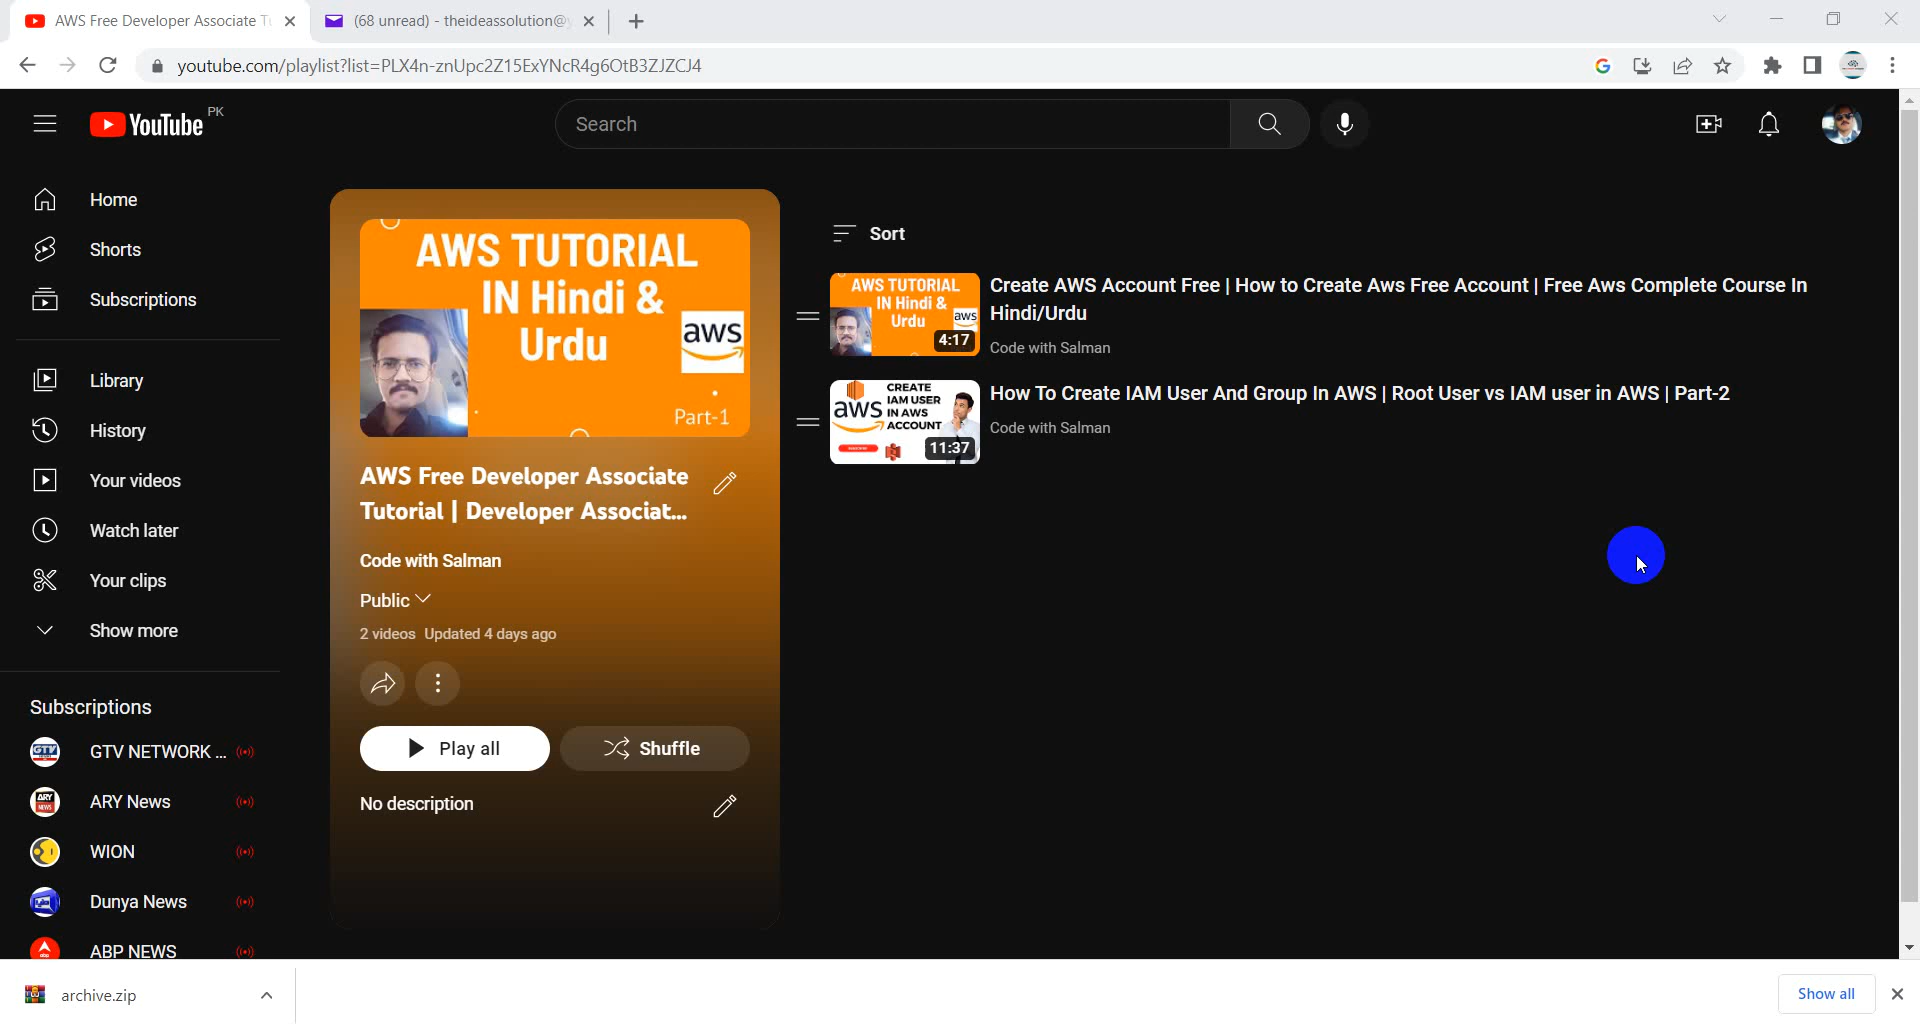 AWS Free Developer Associate T
(68 unread) - theideassolution@
youtube.com/playlist?list=PLX4n-znUpc2Z15ExYNcR4g6OtB3ZJZCJ4
YouTube PK
Search
Home
Shorts
Subscriptions
Library
History
Your videos
Watch later
Your clips
Show more
Subscriptions
GTV NETWORK ...
ARY News
WION
Dunya News
ABP NEWS
AWS TUTORIAL
IN Hindi &
Urdu
aws
Part-1
AWS Free Developer Associate
Tutorial | Developer Associat...
Code with Salman
Public
2 videos Updated 4 days ago
Play all
Shuffle
No description
Sort
AWS TUTORIAL
IN Hindi &
Urdu
aws
4:17
Create AWS Account Free | How to Create Aws Free Account | Free Aws Complete Course In
Hindi/Urdu
Code with Salman
CREATE
IAM USER
IN AWS
ACCOUNT
aws
11:37
How To Create IAM User And Group In AWS | Root User vs IAM user in AWS | Part-2
Code with Salman
archive.zip
Show all